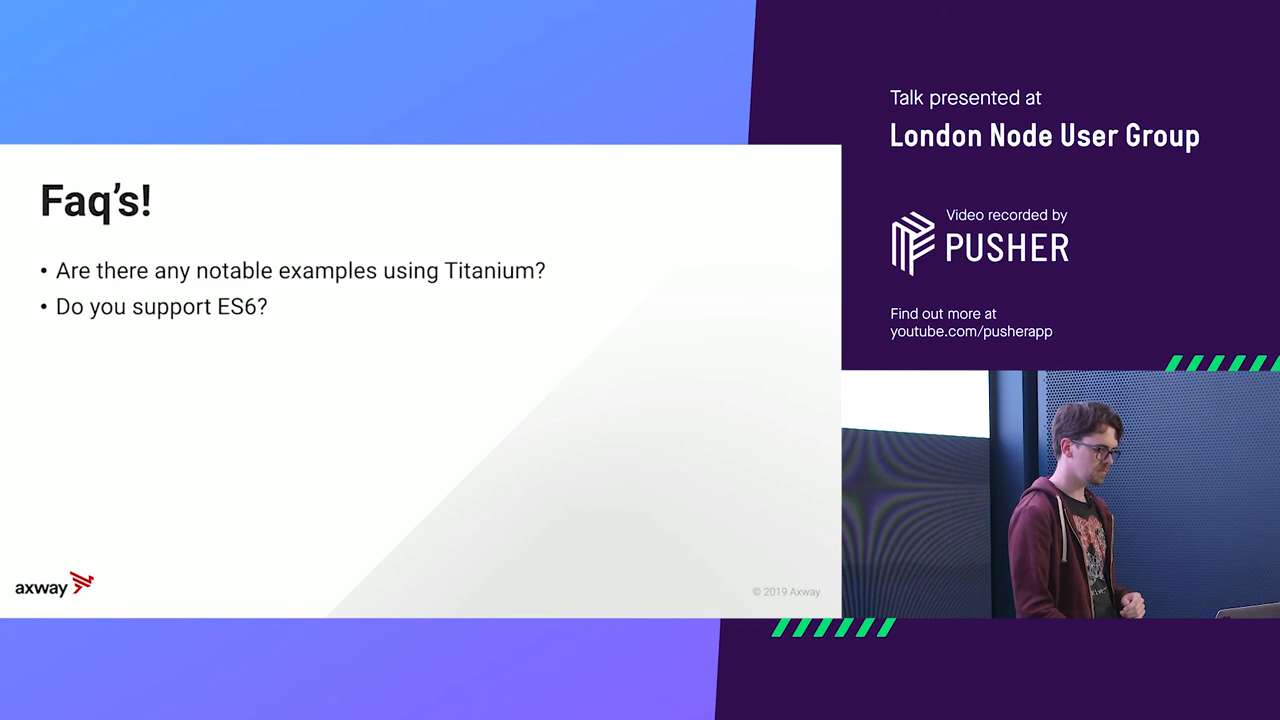 Talk presented at
London Node User Group
Video recorded by
PUSHER
Find out more at
youtube.com/pusherapp
Faq's!
• Are there any notable examples using Titanium?
• Do you support ES6?
axway
© 2019 Axway